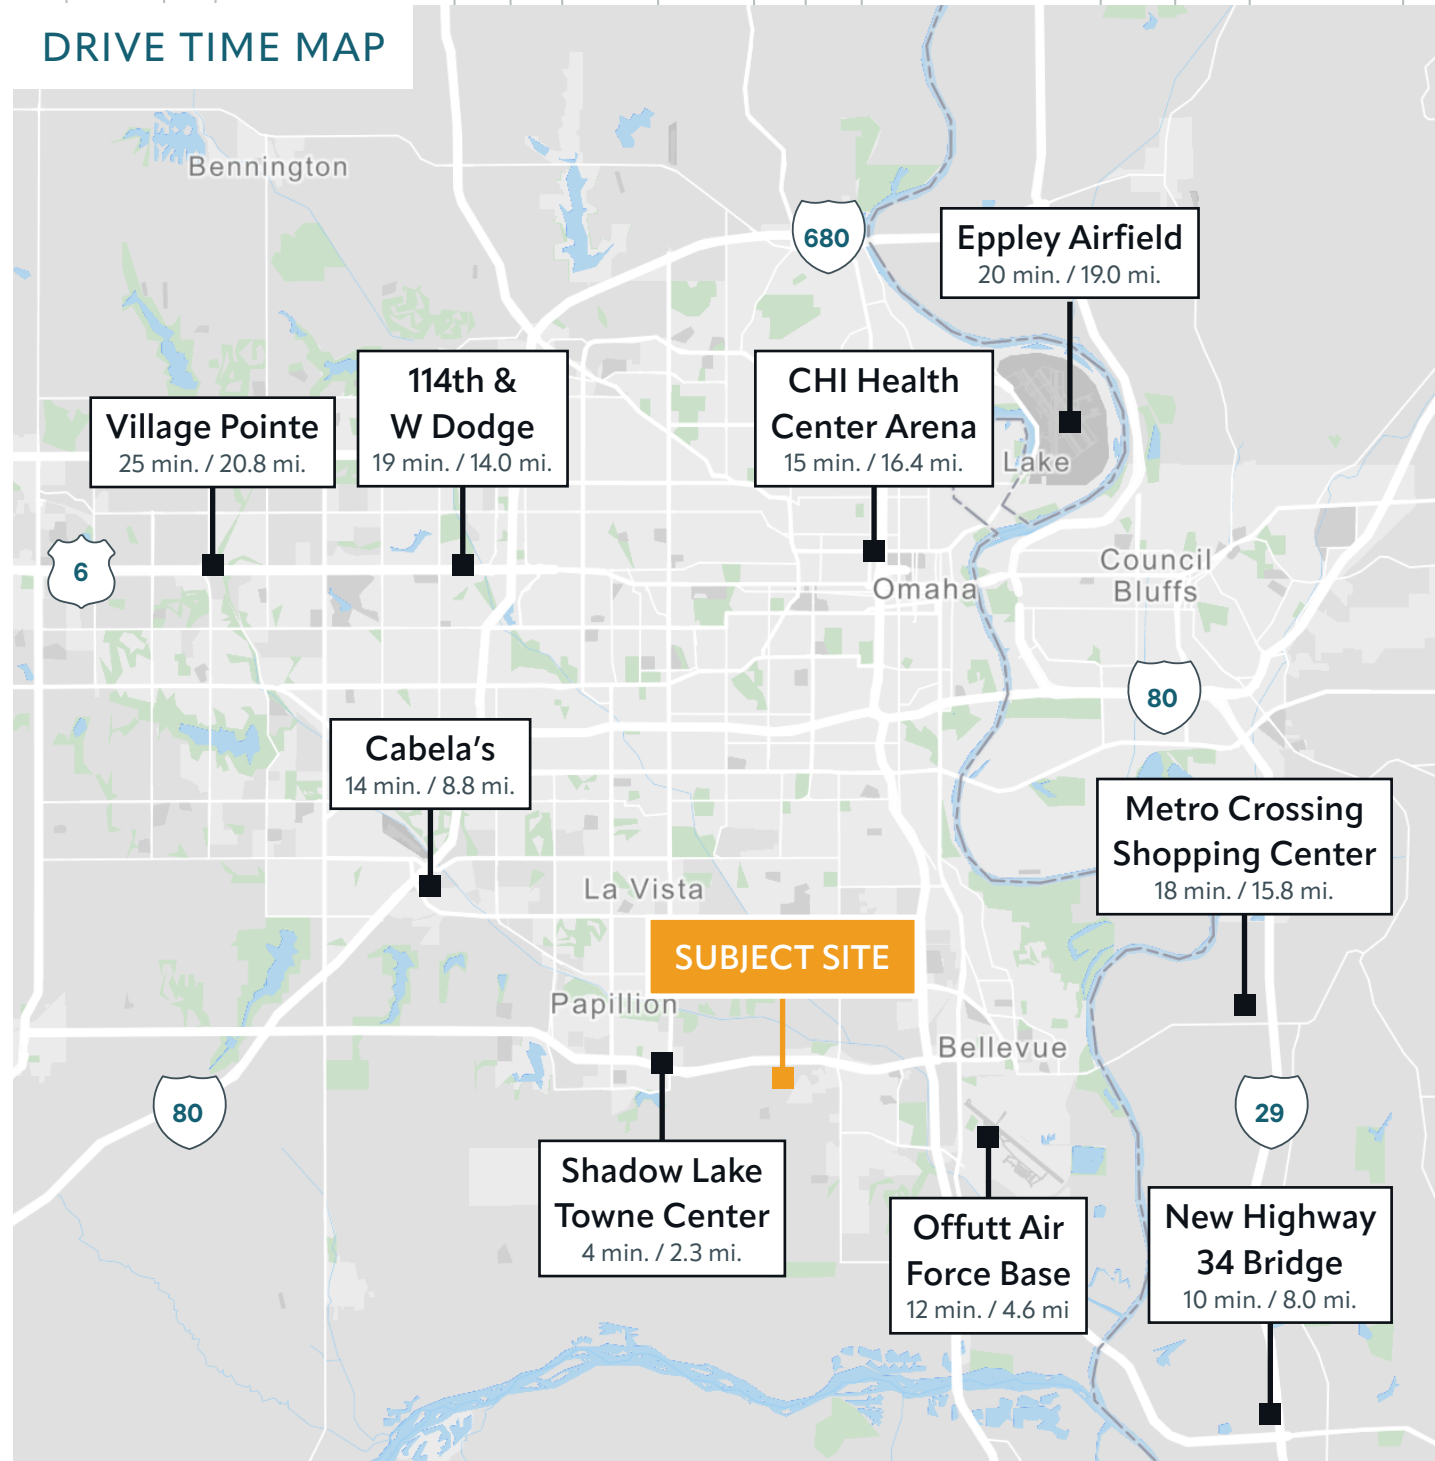 DRIVE TIME MAP
Bennington
680
Eppley Airfield
20 min. / 19.0 mi.
114th &
W Dodge
19 min. / 14.0 mi.
CHI Health
Center Arena
15 min. / 16.4 mi.
Village Pointe
25 min. / 20.8 mi.
Lake
6
Council
Bluffs
Omaha
80
Cabela's
14 min. / 8.8 mi.
Metro Crossing
Shopping Center
18 min. / 15.8 mi.
La Vista
SUBJECT SITE
Papillion
Bellevue
80
29
Shadow Lake
Towne Center
4 min. / 2.3 mi.
Offutt Air
Force Base
12 min. / 4.6 mi
New Highway
34 Bridge
10 min. / 8.0 mi.